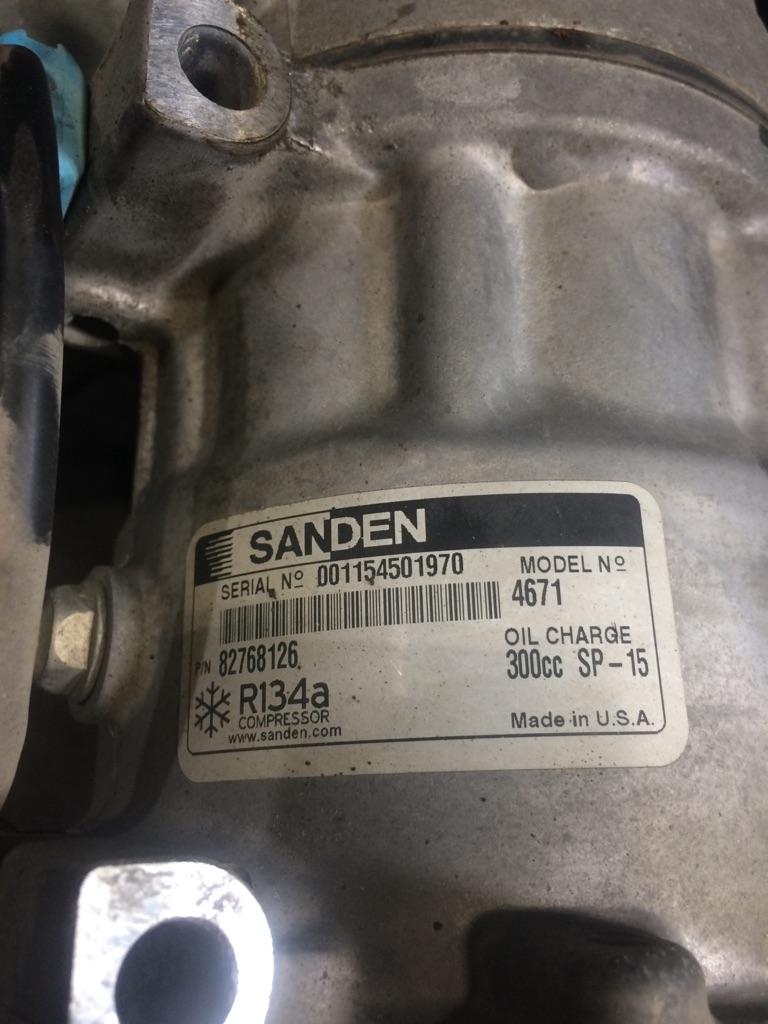 SANDEN
SERIAL Nº 001154501970
MODEL Nº
4671
P/N 82768126
OIL CHARGE
300cc SP-15
R134a
COMPRESSOR
www.sanden.com
Made in U.S.A.